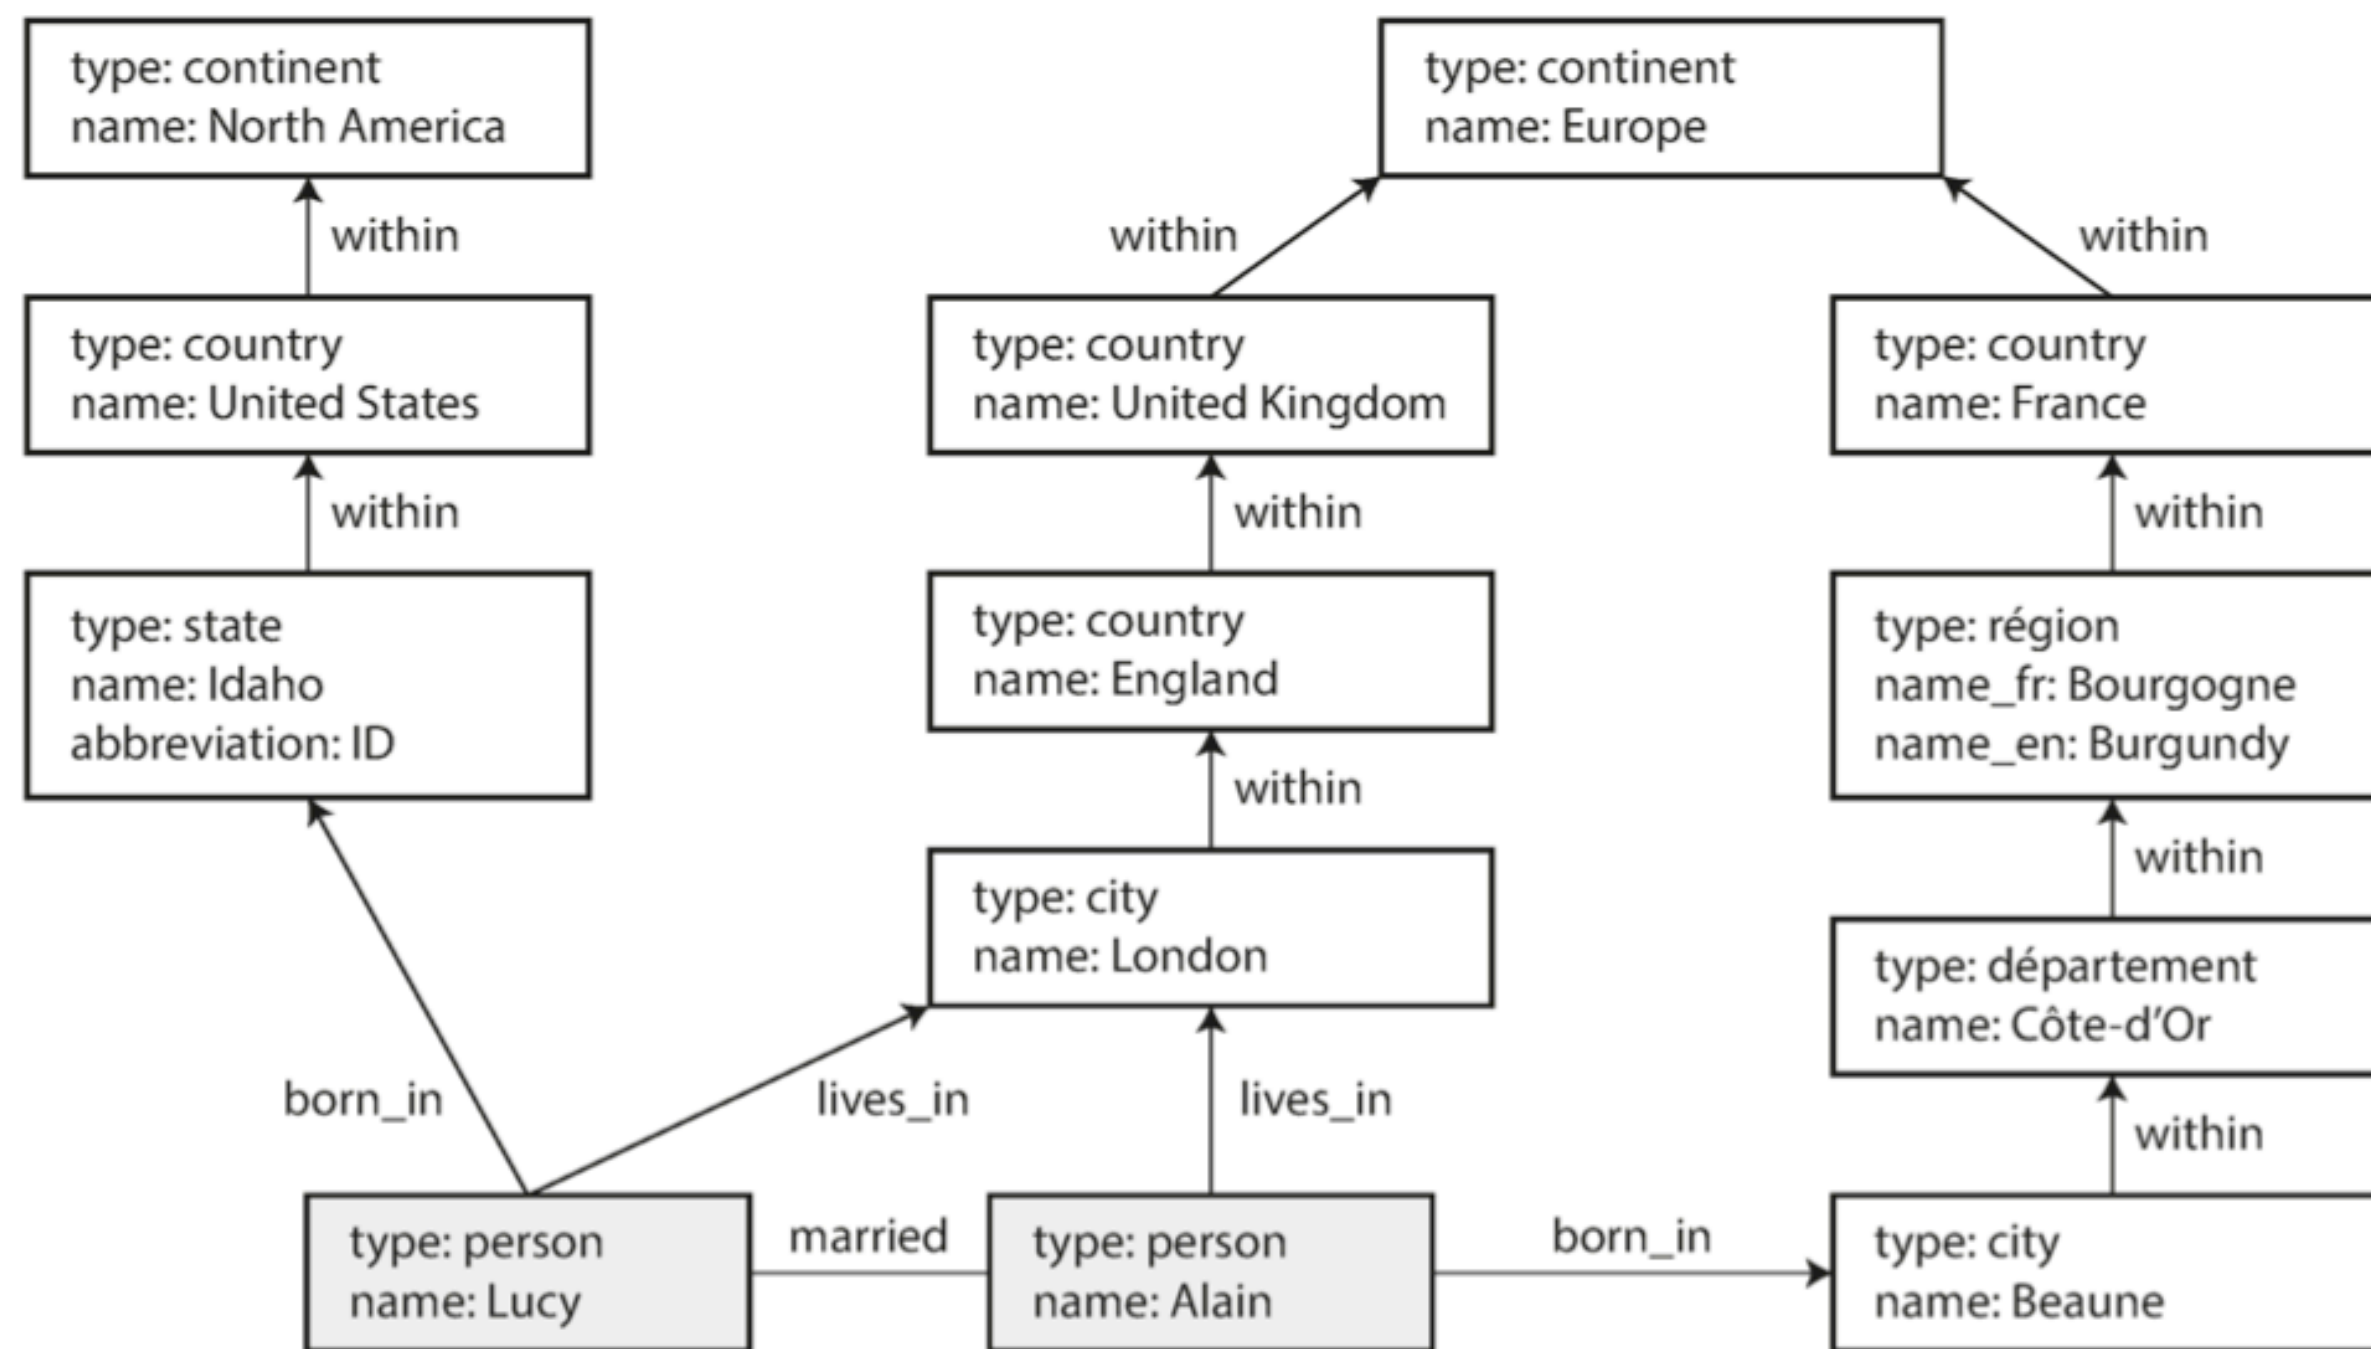 type: continent
name: North America
type: continent
name: Europe
within
within
within
type: country
name: United States
type: country
name: United Kingdom
type: country
name: France
within
within
within
type: state
name: Idaho
abbreviation: ID
type: country
name: England
type: région
name_fr: Bourgogne
name_en: Burgundy
within
within
type: city
name: London
type: département
name: Côte-d’Or
born_in
lives_in
lives_in
within
type: person
name: Lucy
married
type: person
name: Alain
born_in
type: city
name: Beaune